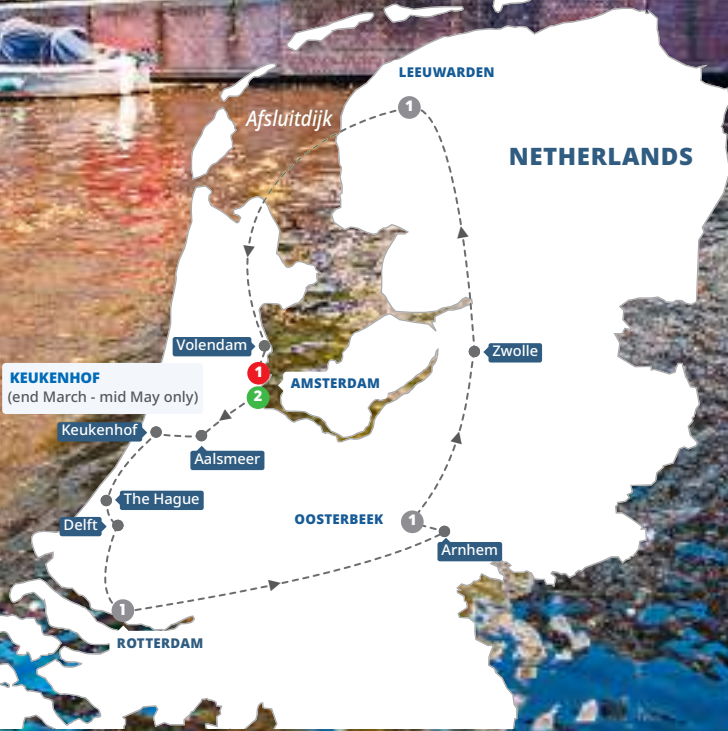 LEEUWARDEN
1
Afsluitdijk
NETHERLANDS
Volendam
Zwolle
1
KEUKENHOF
(end March - mid May only)
AMSTERDAM
2
Keukenhof
Aalsmeer
The Hague
Delft
OOSTERBEEK
1
Arnhem
1
ROTTERDAM